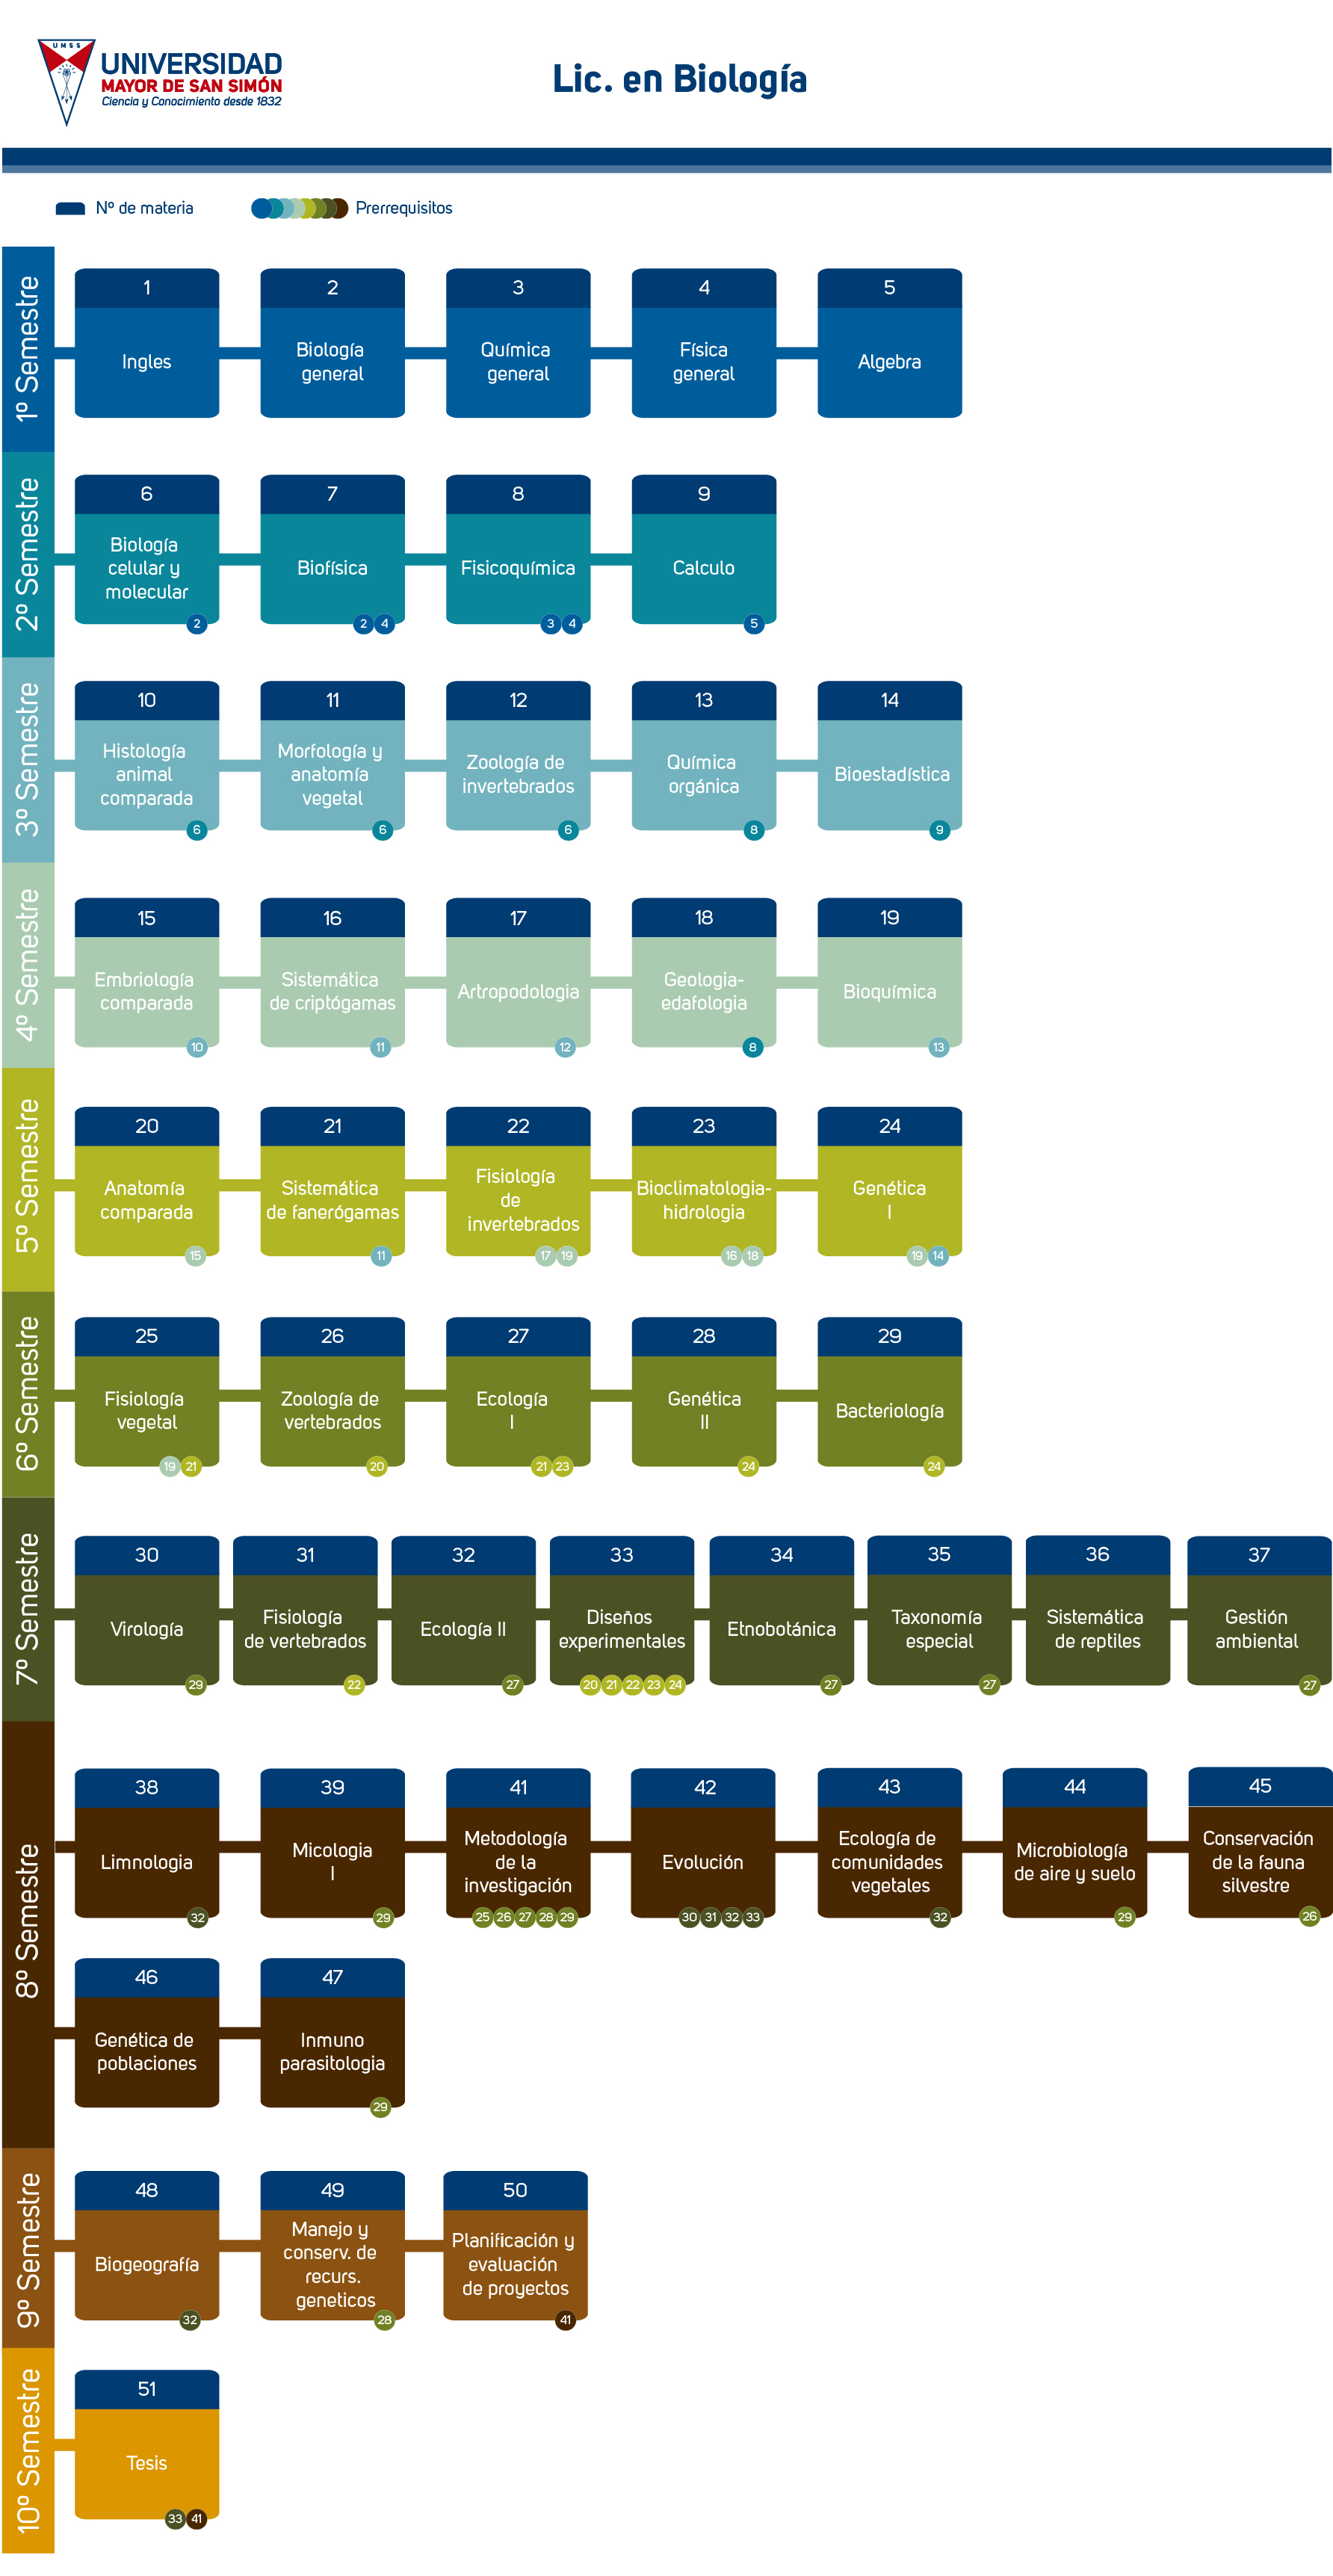 UMSS
UNIVERSIDAD
MAYOR DE SAN SIMÓN
Ciencia y Conocimiento desde 1832
Lic. en Biología
Nº de materia
Prerrequisitos
1º Semestre
1
Ingles
2
Biología
general
3
Química
general
4
Física
general
5
Algebra
2º Semestre
6
Biología
celular y
molecular
2
7
Biofísica
2 4
8
Fisicoquímica
3 4
9
Calculo
5
3º Semestre
10
Histología
animal
comparada
6
11
Morfología y
anatomía
vegetal
6
12
Zoología de
invertebrados
6
13
Química
orgánica
8
14
Bioestadística
9
4º Semestre
15
Embriología
comparada
10
16
Sistemática
de criptógamas
11
17
Artropodologia
12
18
Geologia-
edafologia
8
19
Bioquímica
13
5º Semestre
20
Anatomía
comparada
15
21
Sistemática
de fanerógamas
11
22
Fisiología
de
invertebrados
17 19
23
Bioclimatologia-
hidrologia
16 18
24
Genética
I
19 14
6º Semestre
25
Fisiología
vegetal
19 21
26
Zoología de
vertebrados
20
27
Ecología
I
21 23
28
Genética
II
24
29
Bacteriología
24
7º Semestre
30
Virología
29
31
Fisiología
de vertebrados
22
32
Ecología II
27
33
Diseños
experimentales
20 21 22 23 24
34
Etnobotánica
27
35
Taxonomía
especial
27
36
Sistemática
de reptiles
37
Gestión
ambiental
27
8º Semestre
38
Limnologia
32
39
Micologia
I
29
41
Metodología
de la
investigación
25 26 27 28 29
42
Evolución
30 31 32 33
43
Ecología de
comunidades
vegetales
32
44
Microbiología
de aire y suelo
29
45
Conservación
de la fauna
silvestre
26
46
Genética de
poblaciones
47
Inmuno
parasitologia
29
9º Semestre
48
Biogeografía
32
49
Manejo y
conserv. de
recurs.
geneticos
28
50
Planificación y
evaluación
de proyectos
41
10º Semestre
51
Tesis
33 41